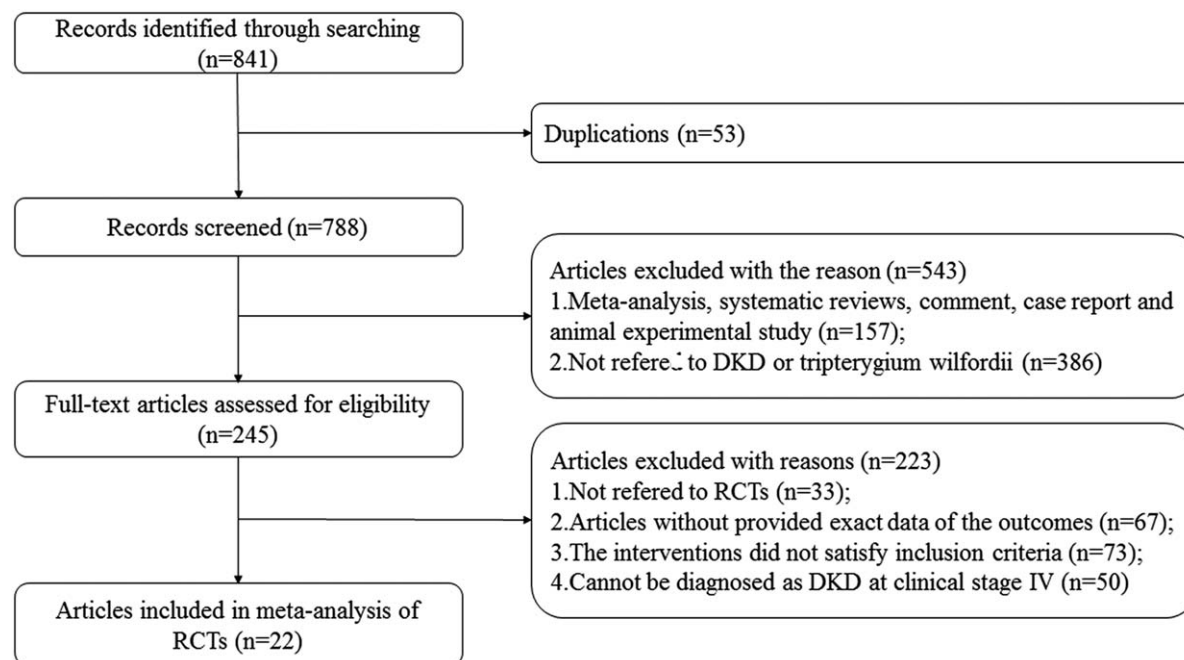 Records identified through searching
(n=841)
Duplications (n=53)
Records screened (n=788)
Articles excluded with the reason (n=543)
1.Meta-analysis, systematic reviews, comment, case report and
animal experimental study (n=157);
2.Not refered to DKD or tripterygium wilfordii (n=386)
Full-text articles assessed for eligibility
(n=245)
Articles excluded with reasons (n=223)
1.Not refered to RCTs (n=33);
2.Articles without provided exact data of the outcomes (n=67);
3.The interventions did not satisfy inclusion criteria (n=73);
4.Cannot be diagnosed as DKD at clinical stage IV (n=50)
Articles included in meta-analysis of
RCTs (n=22)